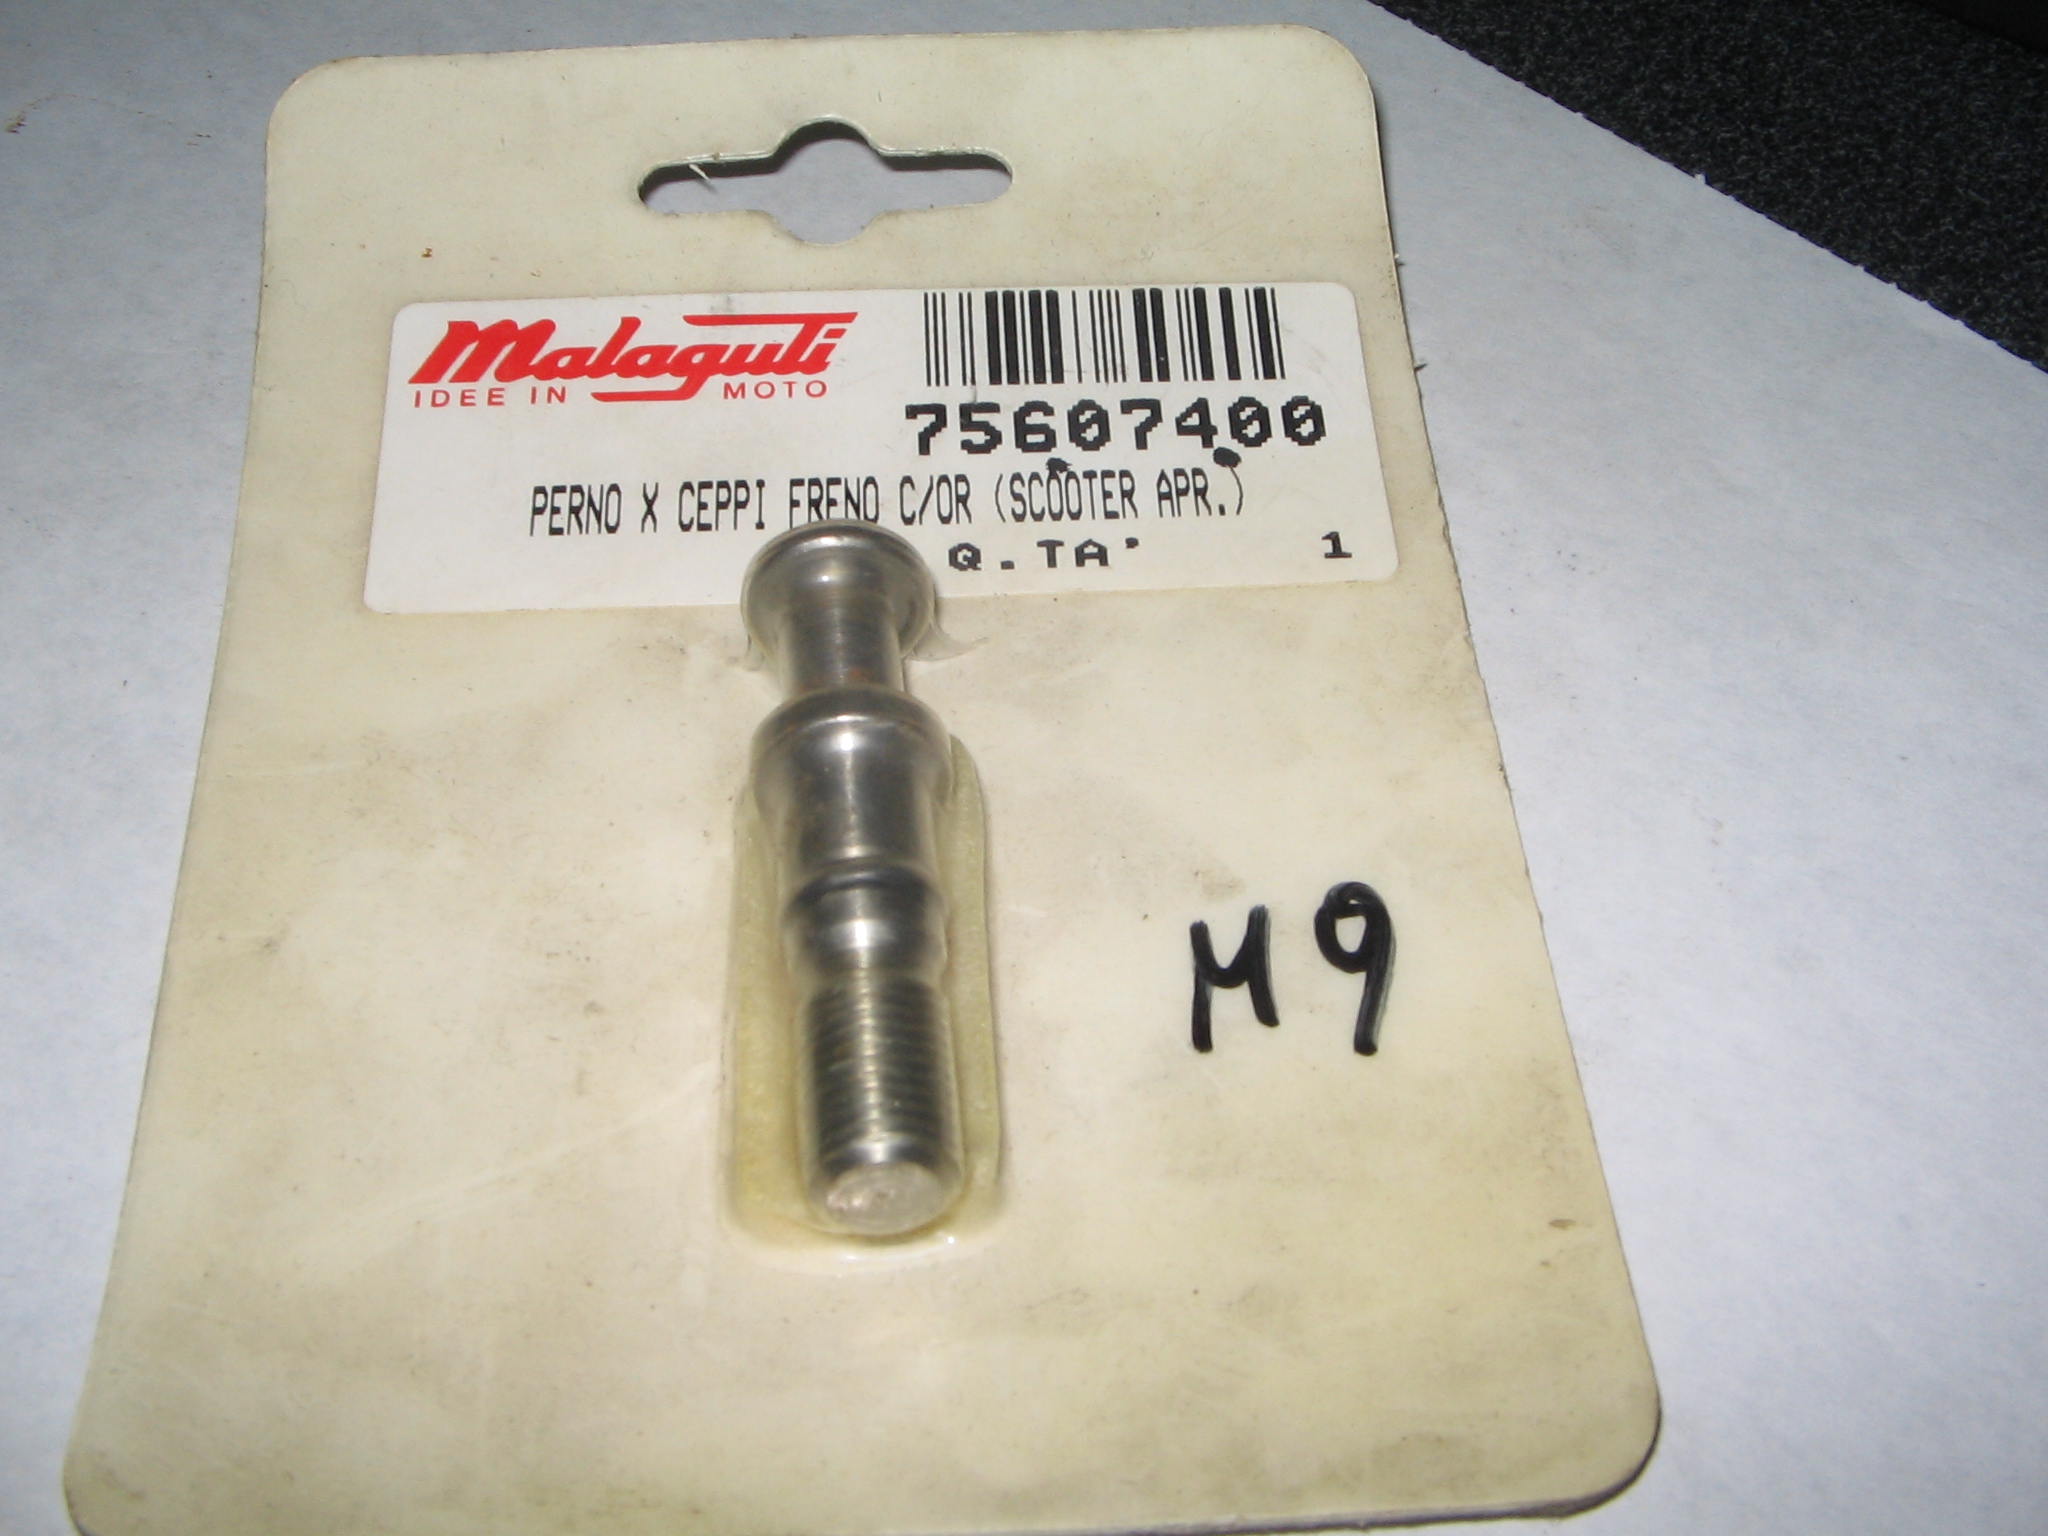 Malaguti
IDEE IN MOTO
75607400
PERNO X CEPPI FRENO C/OR (SCOOTER APR.)
Q.TA' 1
M9